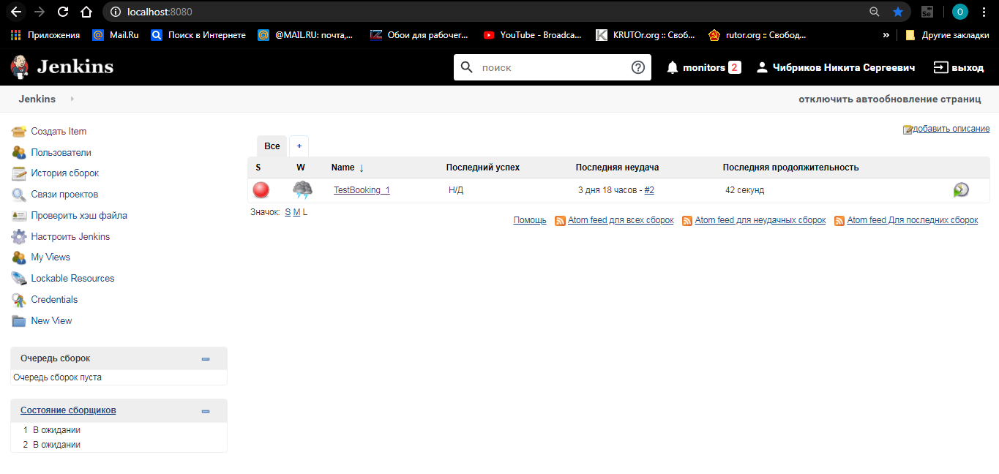 localhost:8080
Se
O
Приложения Mail.Ru Поиск в Интернете @MAIL.RU: почта,... Обои для рабочег... YouTube - Broadca... KRUTOr.org :: Своб... rutor.org :: Свобод... » Другие закладки
Jenkins поиск monitors 2 Чибриков Никита Сергеевич выход
Jenkins отключить автообновление страниц
добавить описание
Создать Item
Пользователи
История сборок
Связи проектов
Проверить хэш файла
Настроить Jenkins
My Views
Lockable Resources
Credentials
New View
Очередь сборок
Очередь сборок пуста
Состояние сборщиков
1 В ожидании
2 В ожидании
Все +
S W Name ↓ Последний успех Последняя неудача Последняя продолжительность
TestBooking_1 Н/Д 3 дня 18 часов - #2 42 секунд
Значок: S M L
Помощь Atom feed для всех сборок Atom feed для неудачных сборок Atom feed Для последних сборок